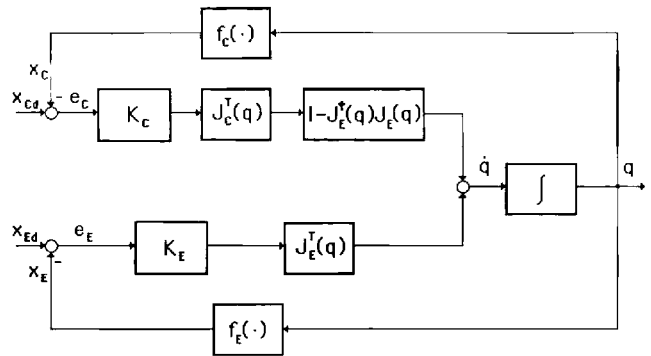 f_C(·)
x_C
−
x_Cd
e_C
K_C
J_C^T(q)
I-J_E^†(q)J_E(q)
q̇
∫
q
x_Ed
e_E
K_E
J_E^T(q)
x_E
−
f_E(·)